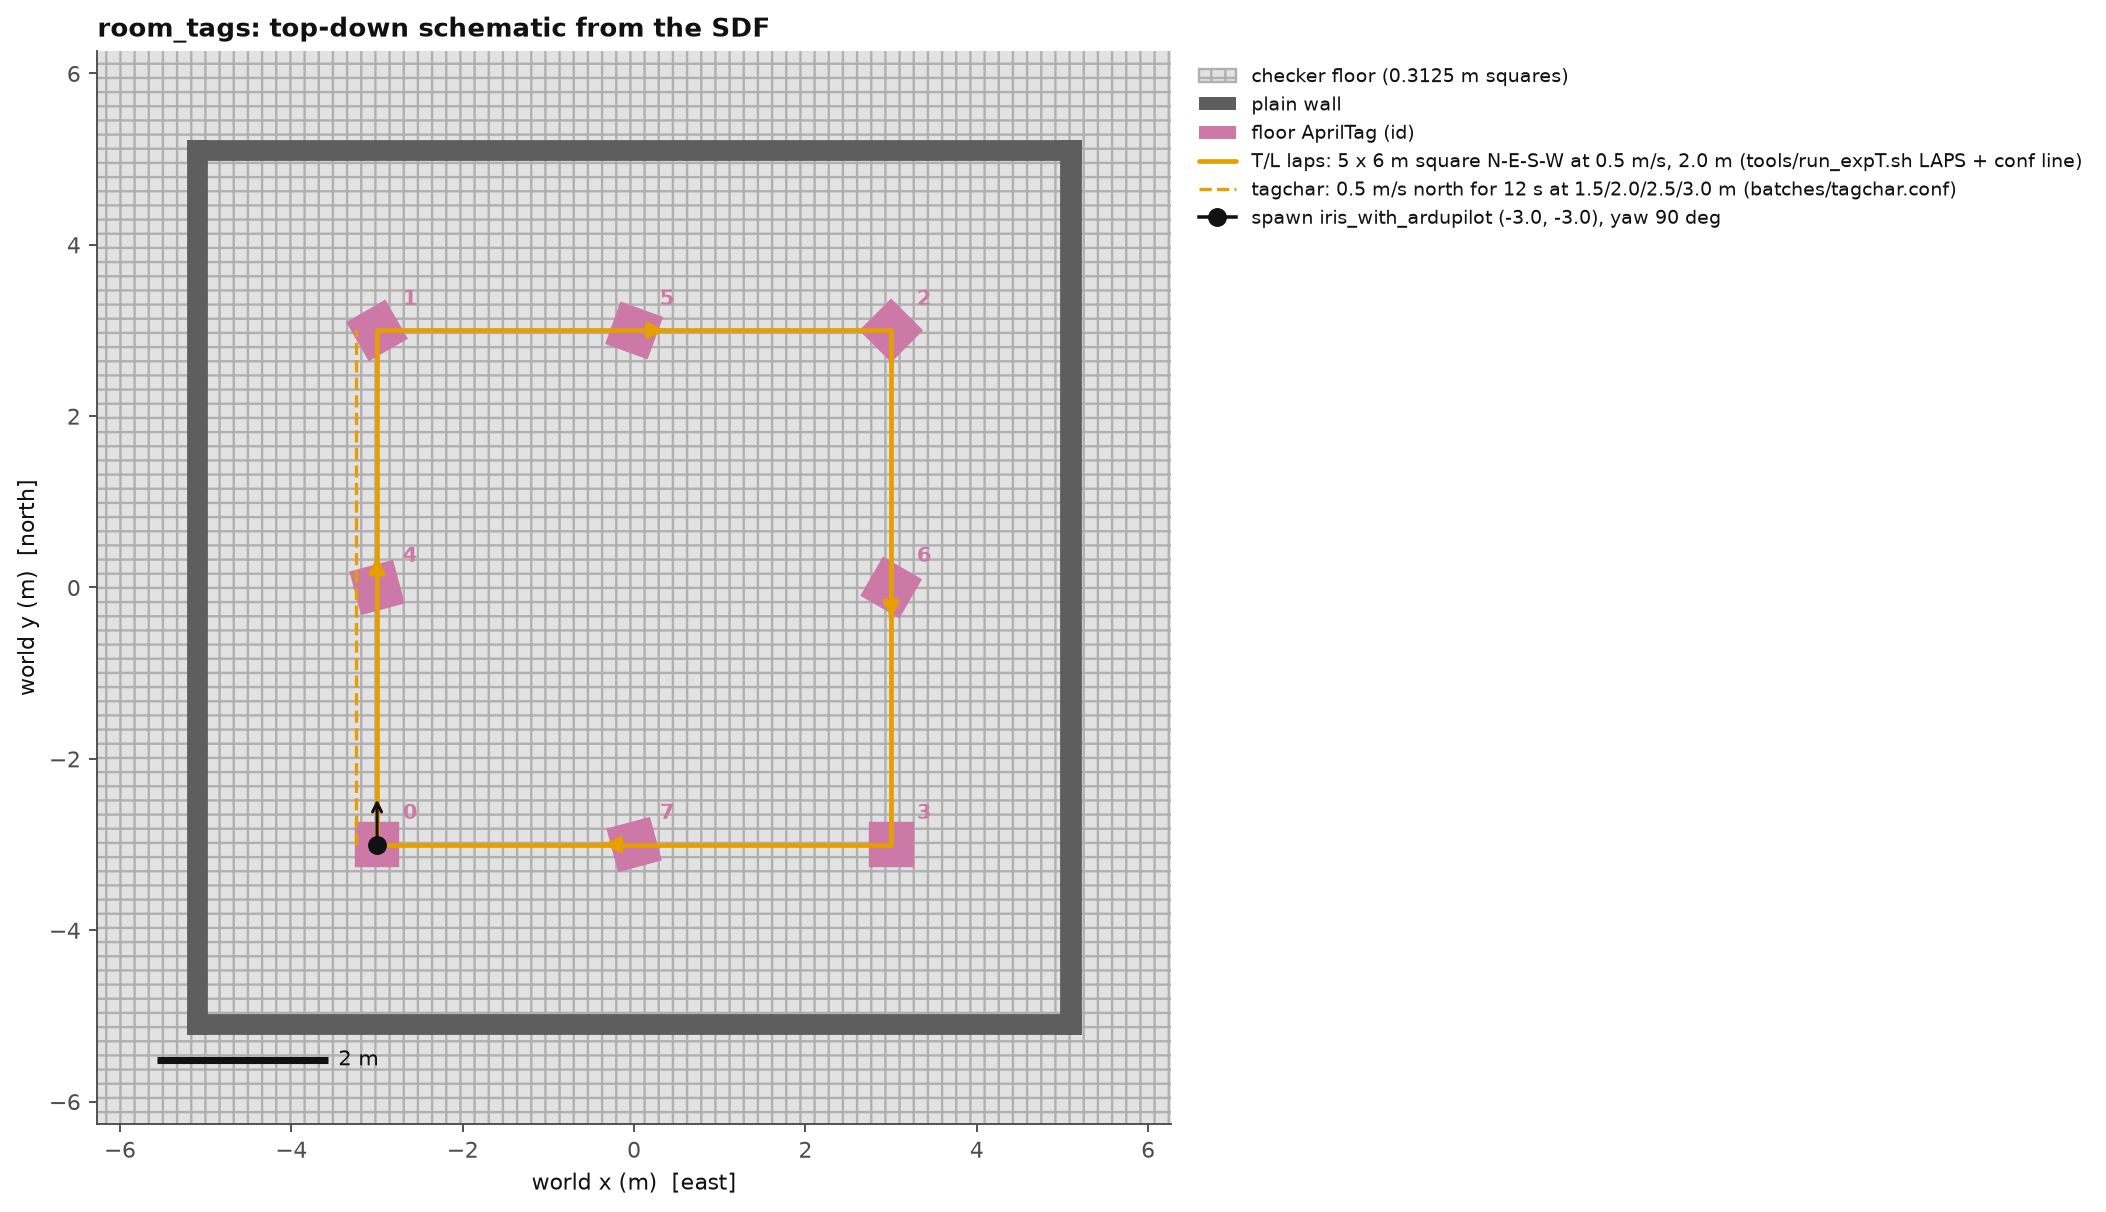 room_tags: top-down schematic from the SDF
checker floor (0.3125 m squares)
plain wall
floor AprilTag (id)
T/L laps: 5 x 6 m square N-E-S-W at 0.5 m/s, 2.0 m (tools/run_expT.sh LAPS + conf line)
tagchar: 0.5 m/s north for 12 s at 1.5/2.0/2.5/3.0 m (batches/tagchar.conf)
spawn iris_with_ardupilot (-3.0, -3.0), yaw 90 deg
6
4
2
0
−2
−4
−6
world y (m) [north]
1
5
2
4
6
0
7
3
2 m
−6
−4
−2
0
2
4
6
world x (m) [east]